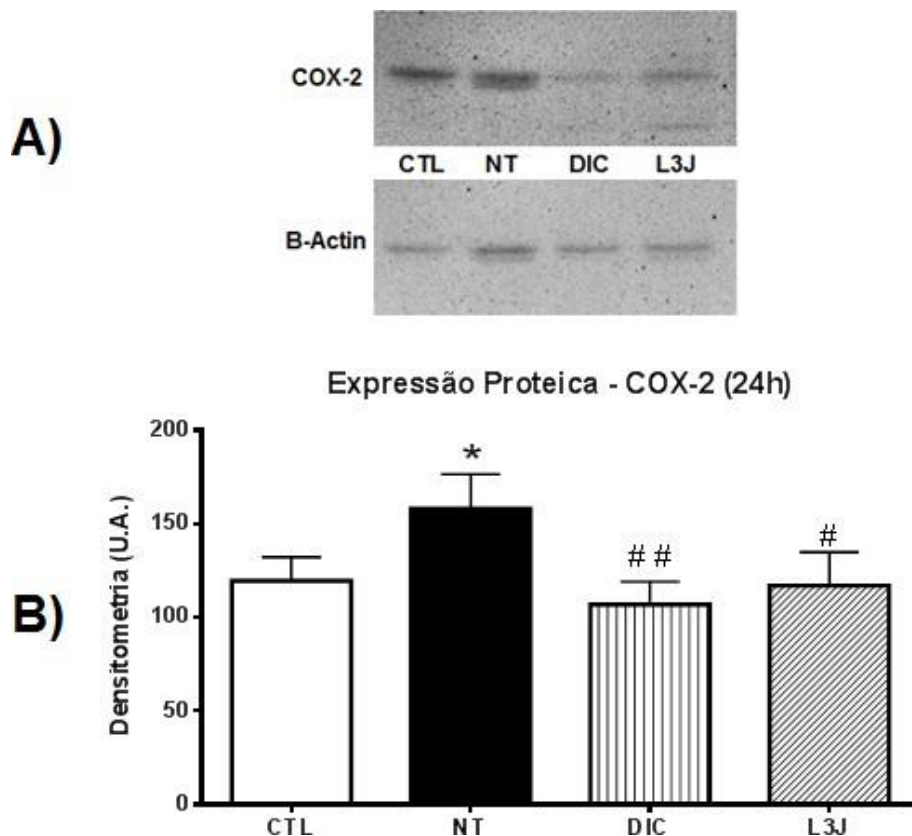 A)
COX-2
CTL NT DIC L3J
B-Actin
Expressão Proteica - COX-2 (24h)
B)
Densitometria (U.A.)
200
150
100
50
0
*
##
#
CTL NT DIC L3J